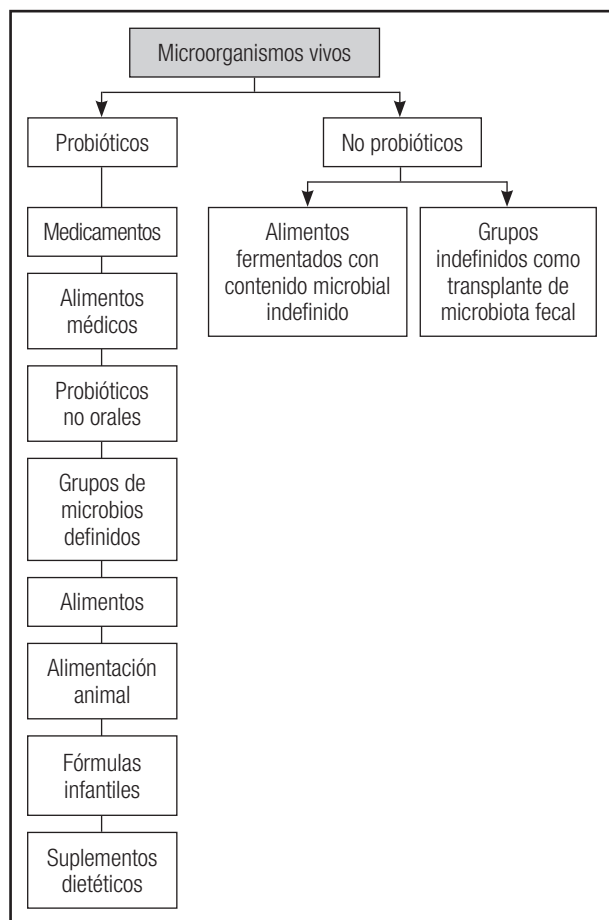 Microorganismos vivos
Probióticos
No probióticos
Medicamentos
Alimentos
médicos
Probióticos
no orales
Grupos de
microbios
definidos
Alimentos
Alimentación
animal
Fórmulas
infantiles
Suplementos
dietéticos
Alimentos
fermentados con
contenido microbial
indefinido
Grupos
indefinidos como
transplante de
microbiota fecal